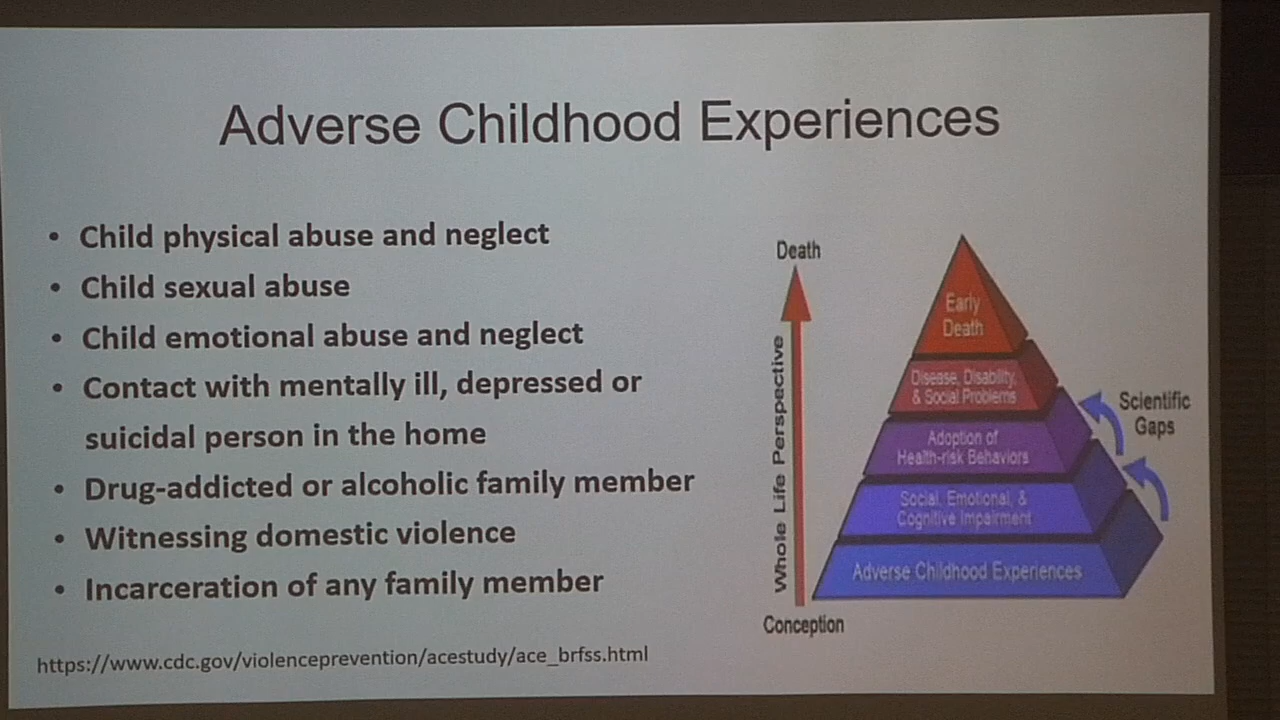 Adverse Childhood Experiences
• Child physical abuse and neglect
• Child sexual abuse
• Child emotional abuse and neglect
• Contact with mentally ill, depressed or
suicidal person in the home
• Drug-addicted or alcoholic family member
• Witnessing domestic violence
• Incarceration of any family member
https://www.cdc.gov/violenceprevention/acestudy/ace_brfss.html
Death
Whole Life Perspective
Conception
Early
Death
Disease, Disability,
& Social Problems
Adoption of
Health-risk Behaviors
Social, Emotional, &
Cognitive Impairment
Adverse Childhood Experiences
Scientific
Gaps